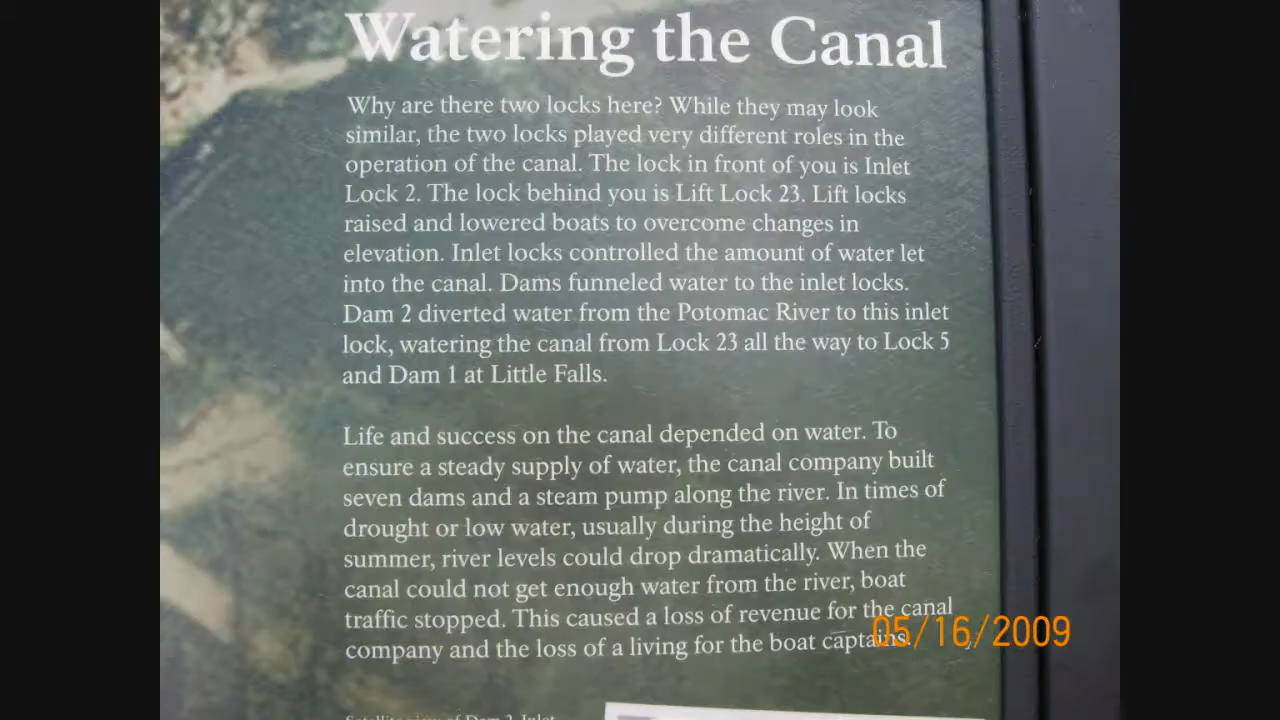 Watering the Canal
Why are there two locks here? While they may look
similar, the two locks played very different roles in the
operation of the canal. The lock in front of you is Inlet
Lock 2. The lock behind you is Lift Lock 23. Lift locks
raised and lowered boats to overcome changes in
elevation. Inlet locks controlled the amount of water let
into the canal. Dams funneled water to the inlet locks.
Dam 2 diverted water from the Potomac River to this inlet
lock, watering the canal from Lock 23 all the way to Lock 5
and Dam 1 at Little Falls.
Life and success on the canal depended on water. To
ensure a steady supply of water, the canal company built
seven dams and a steam pump along the river. In times of
drought or low water, usually during the height of
summer, river levels could drop dramatically. When the
canal could not get enough water from the river, boat
traffic stopped. This caused a loss of revenue for the canal
company and the loss of a living for the boat captains.
05/16/2009
of Dam 2, Inlet